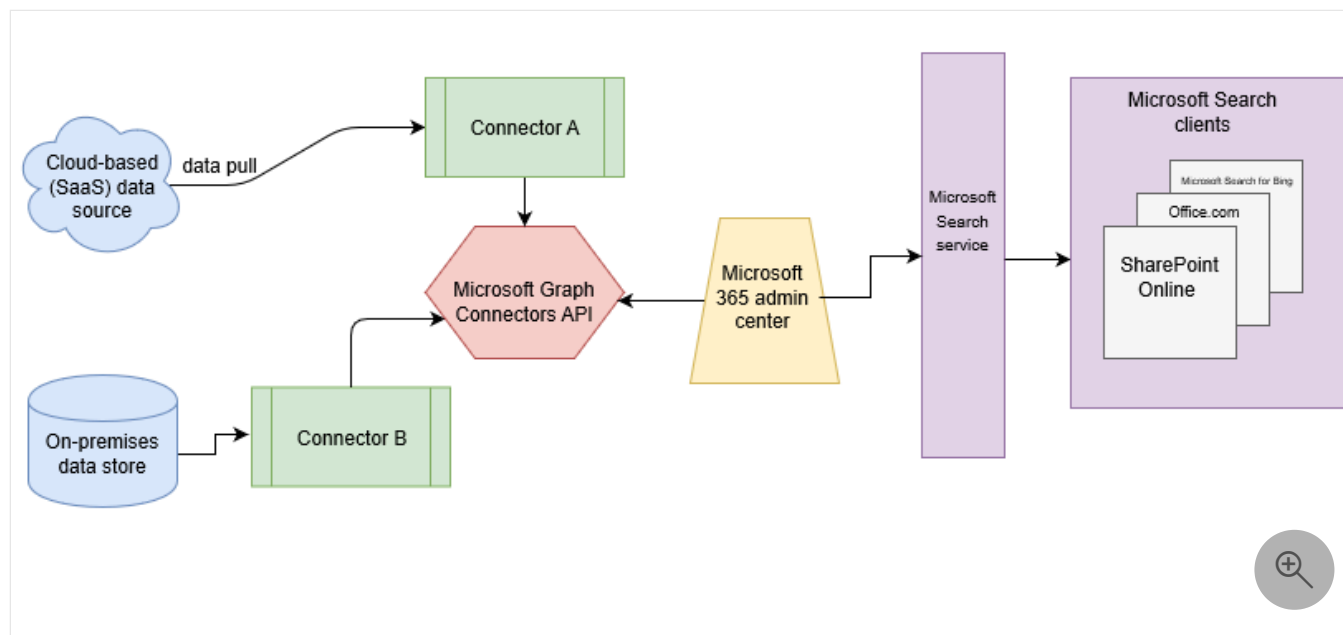 Cloud-based
(SaaS) data
source
data pull
Connector A
Microsoft Graph
Connectors API
On-premises
data store
Connector B
Microsoft
365 admin
center
Microsoft
Search
service
Microsoft Search
clients
Microsoft Search for Bing
Office.com
SharePoint
Online